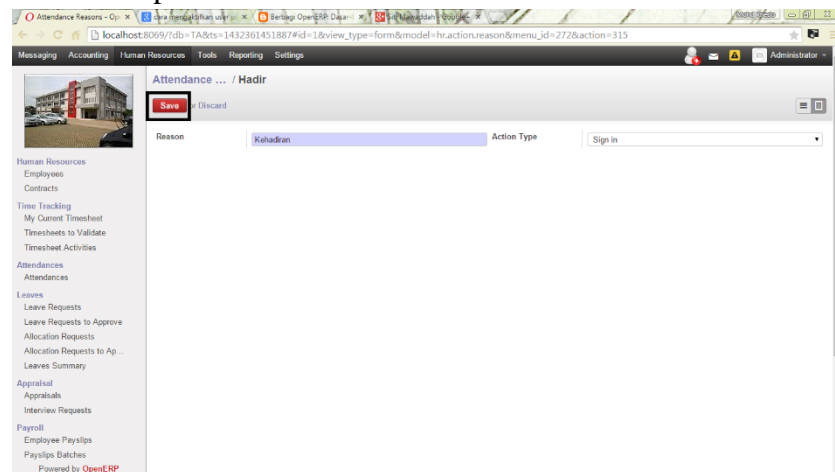 Attendance Reasons - Op
cara mengaktifkan user
Berbagi OpenERP: Dasar-
localhost:8069/?db=TA&ts=1432361451887#id=1&view_type=form&model=hr.action.reason&menu_id=272&action=315
Messaging Accounting Human Resources Tools Reporting Settings Administrator
Attendance ... / Hadir
Save or Discard
Reason Kehadiran Action Type Sign in
Human Resources
Employees
Contracts
Time Tracking
My Current Timesheet
Timesheets to Validate
Timesheet Activities
Attendances
Attendances
Leaves
Leave Requests
Leave Requests to Approve
Allocation Requests
Allocation Requests to Ap...
Leaves Summary
Appraisal
Appraisals
Interview Requests
Payroll
Employee Payslips
Payslips Batches
Powered by OpenERP